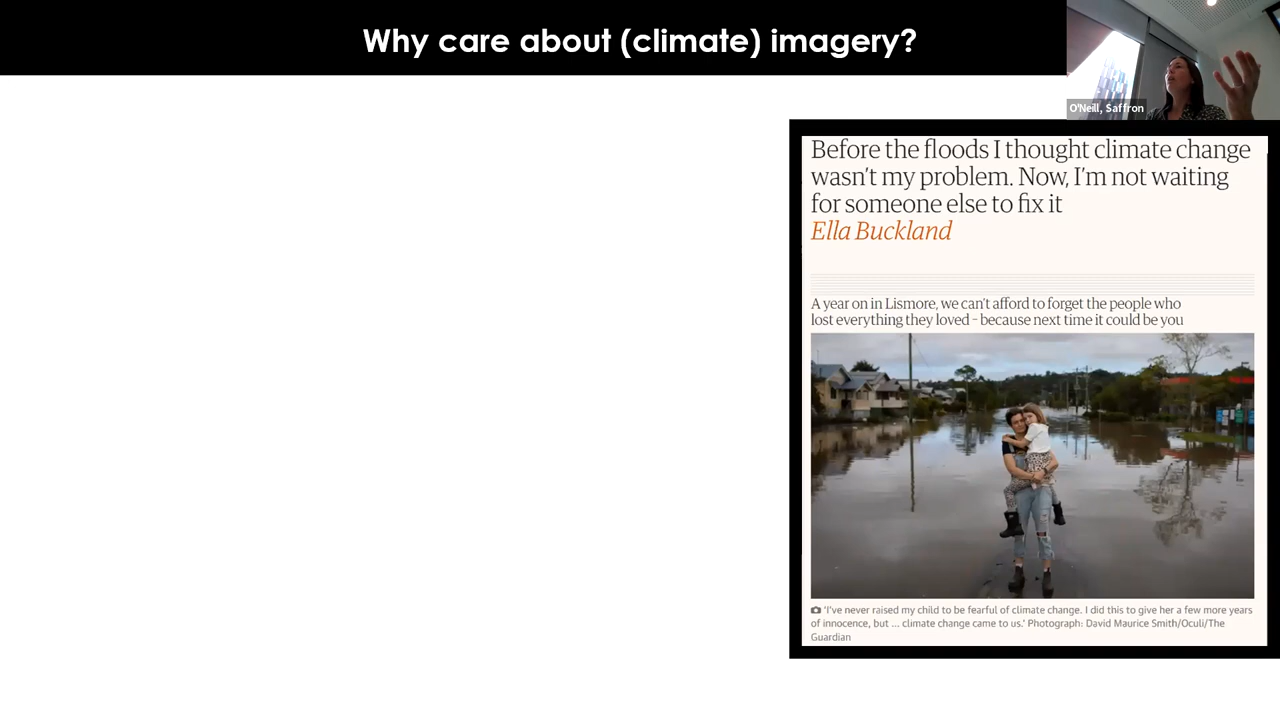 Why care about (climate) imagery?
O'Neill, Saffron
Before the floods I thought climate change
wasn't my problem. Now, I'm not waiting
for someone else to fix it
Ella Buckland
A year on in Lismore, we can't afford to forget the people who
lost everything they loved – because next time it could be you
'I've never raised my child to be fearful of climate change. I did this to give her a few more years
of innocence, but ... climate change came to us.' Photograph: David Maurice Smith/Oculi/The
Guardian